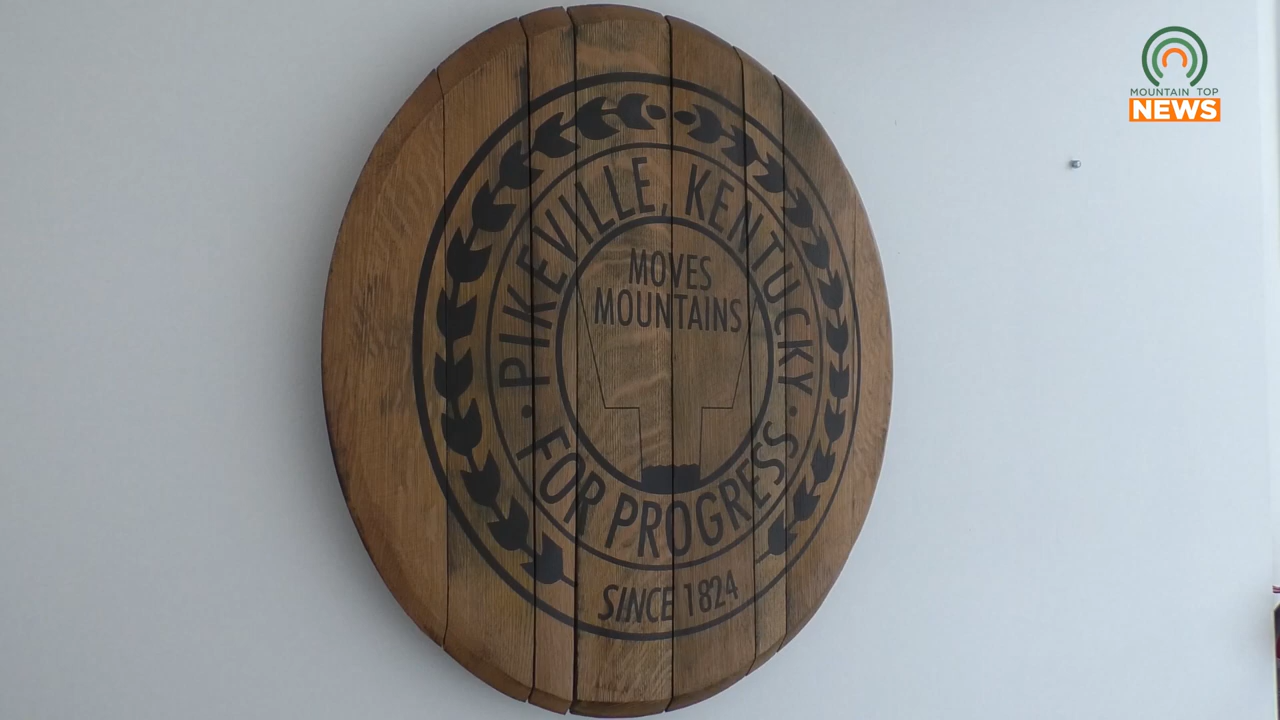 MOUNTAIN TOP
NEWS
· PIKEVILLE, KENTUCKY ·
MOVES
MOUNTAINS
FOR PROGRESS
SINCE 1824